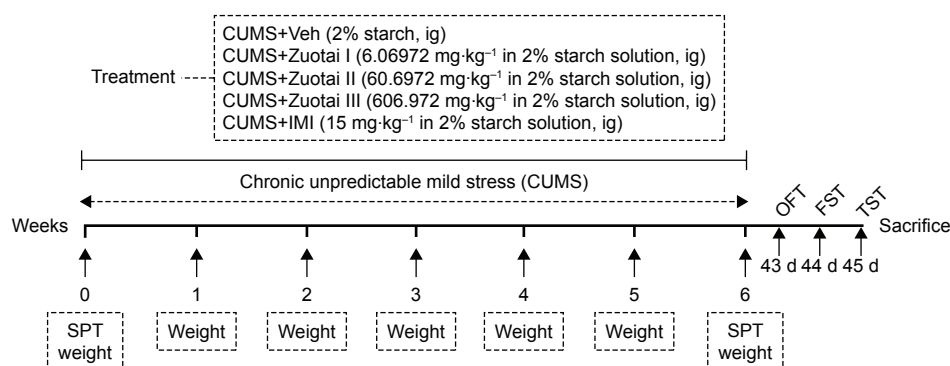 CUMS+Veh (2% starch, ig)
CUMS+Zuotai I (6.06972 mg·kg⁻¹ in 2% starch solution, ig)
Treatment
CUMS+Zuotai II (60.6972 mg·kg⁻¹ in 2% starch solution, ig)
CUMS+Zuotai III (606.972 mg·kg⁻¹ in 2% starch solution, ig)
CUMS+IMI (15 mg·kg⁻¹ in 2% starch solution, ig)
Chronic unpredictable mild stress (CUMS)
OFT FST TST
Weeks Sacrifice
43 d 44 d 45 d
0 1 2 3 4 5 6
SPT weight Weight Weight Weight Weight Weight SPT weight